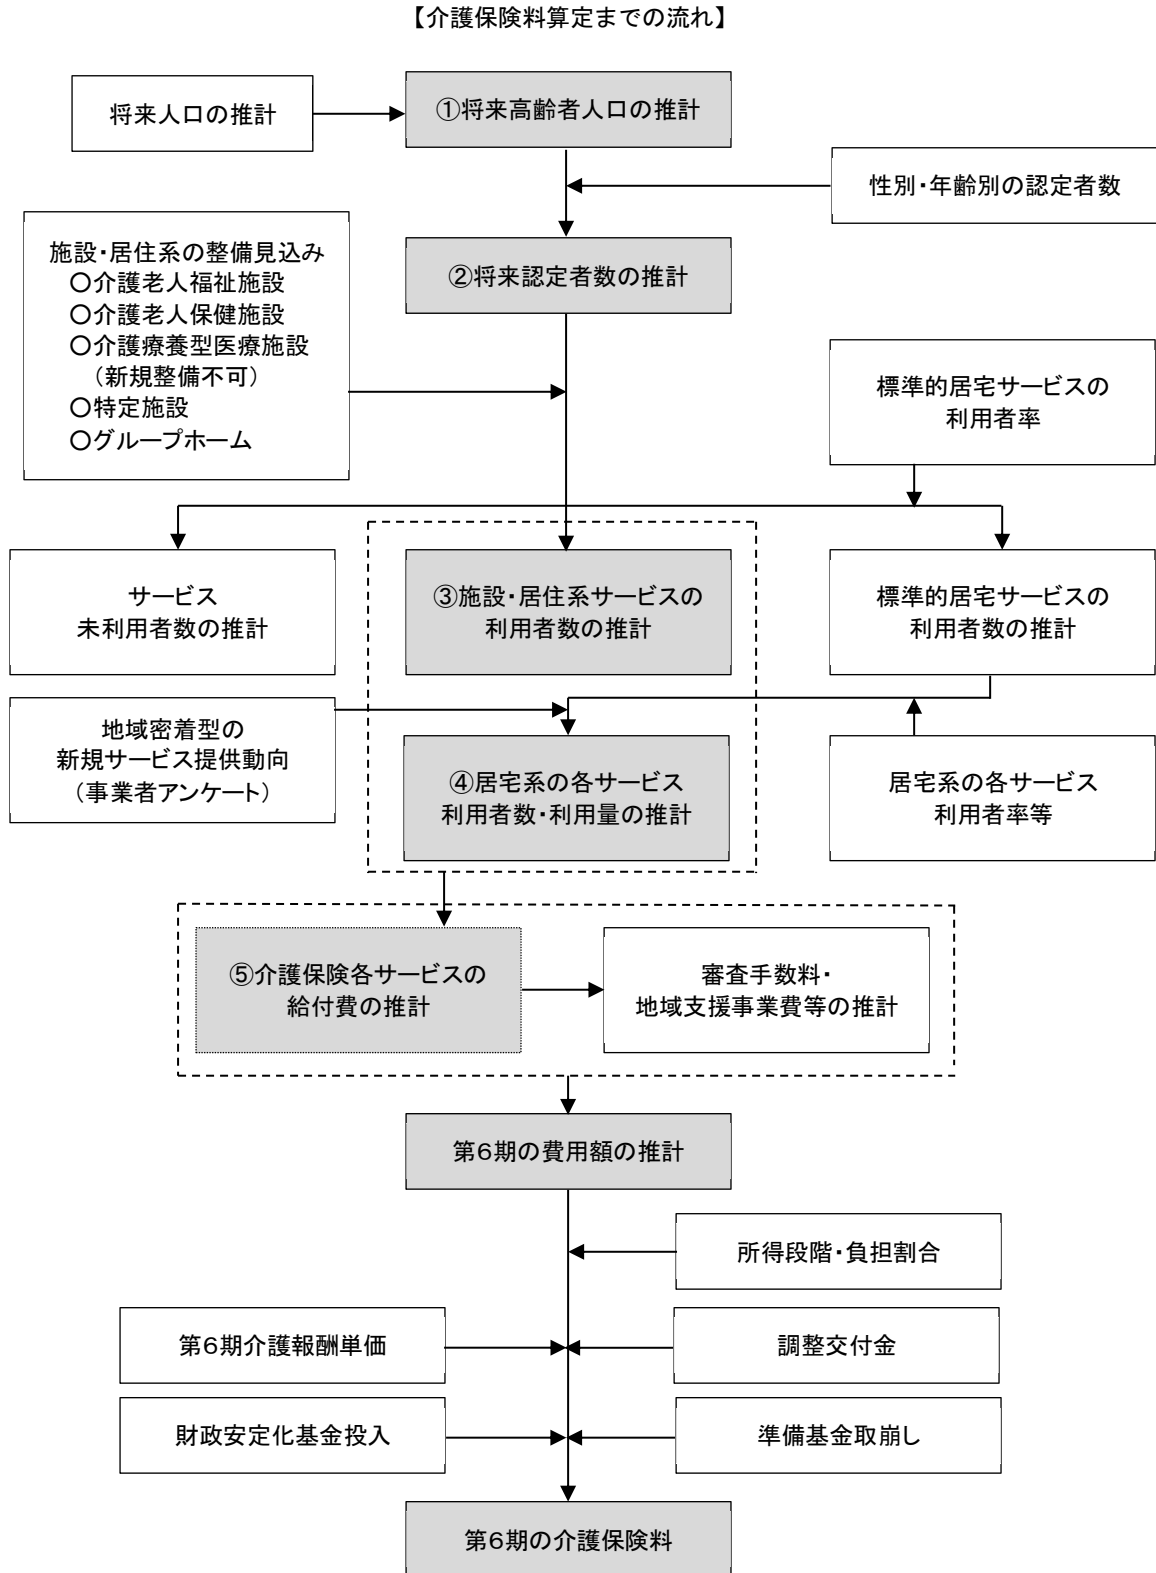 【介護保険料算定までの流れ】
将来人口の推計
①将来高齢者人口の推計
性別・年齢別の認定者数
施設・居住系の整備見込み
○介護老人福祉施設
○介護老人保健施設
○介護療養型医療施設
（新規整備不可）
○特定施設
○グループホーム
②将来認定者数の推計
標準的居宅サービスの
利用者率
サービス
未利用者数の推計
③施設・居住系サービスの
利用者数の推計
標準的居宅サービスの
利用者数の推計
地域密着型の
新規サービス提供動向
（事業者アンケート）
④居宅系の各サービス
利用者数・利用量の推計
居宅系の各サービス
利用者率等
⑤介護保険各サービスの
給付費の推計
審査手数料・
地域支援事業費等の推計
第６期の費用額の推計
所得段階・負担割合
第６期介護報酬単価
調整交付金
財政安定化基金投入
準備基金取崩し
第６期の介護保険料